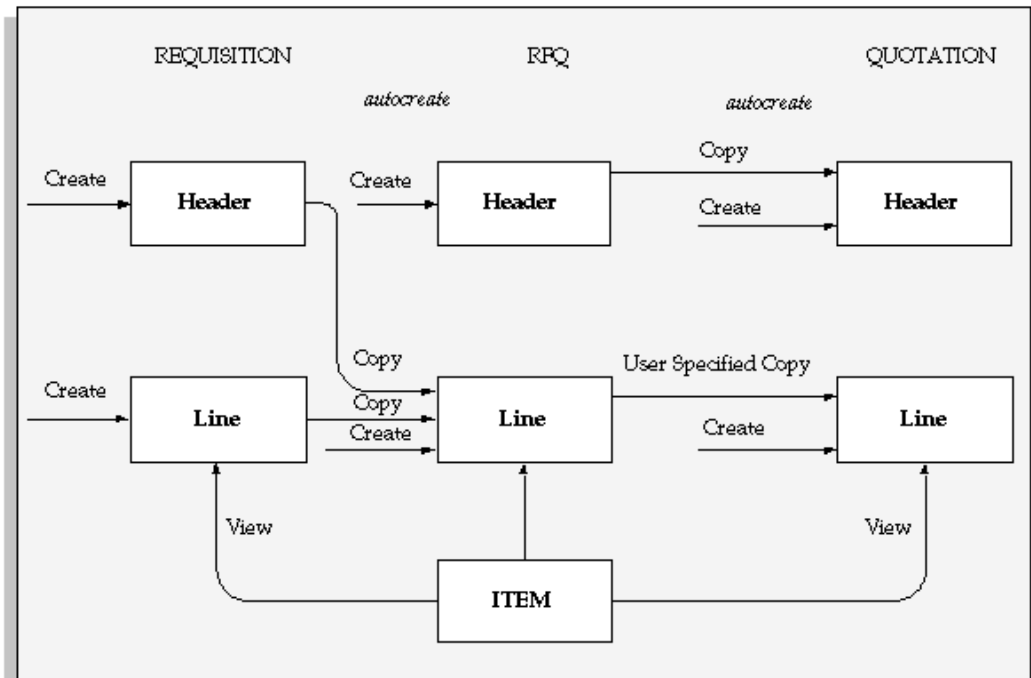 REQUISITION RFQ QUOTATION
autocreate autocreate
Copy
Create Header Create Header Create Header
Copy User Specified Copy
Create Line Copy Line Create Line
Create
View View
ITEM